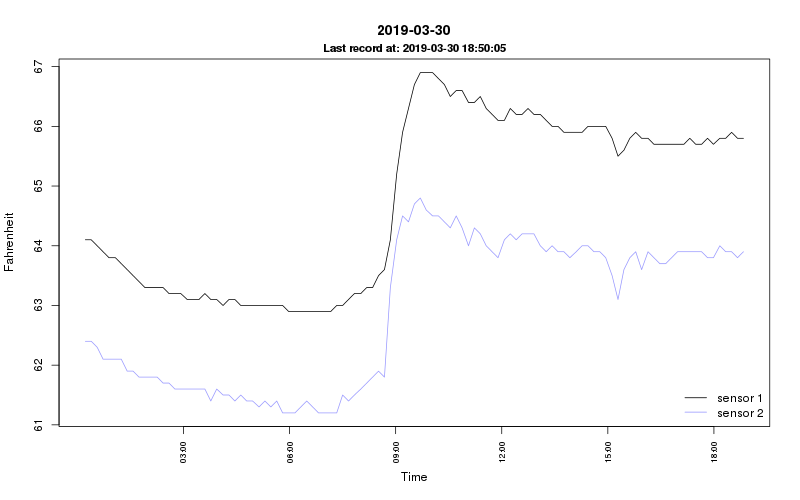 2019-03-30
Last record at: 2019-03-30 18:50:05
67
66
65
64
63
62
61
Fahrenheit
sensor 1
sensor 2
03:00 06:00 09:00 12:00 15:00 18:00
Time